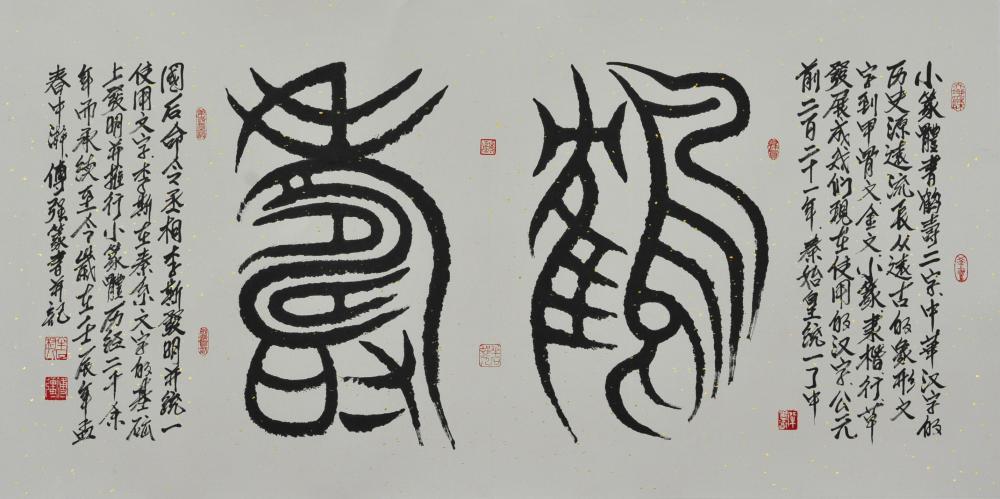 小篆體書鹤壽二字中華汉字的
历史源遠流長从遠古的象形文
字到甲骨文金文小篆隶楷行草
發展成我们現在使用的汉字公元
前二百二十一年秦始皇統一了中
鶴壽
國后命令丞相李斯發明并統一
使用文字李斯在秦系文字的基础
上發明并推行小篆體历经二千余
年而承至今歲在壬辰年孟
春中游傅強篆書并記